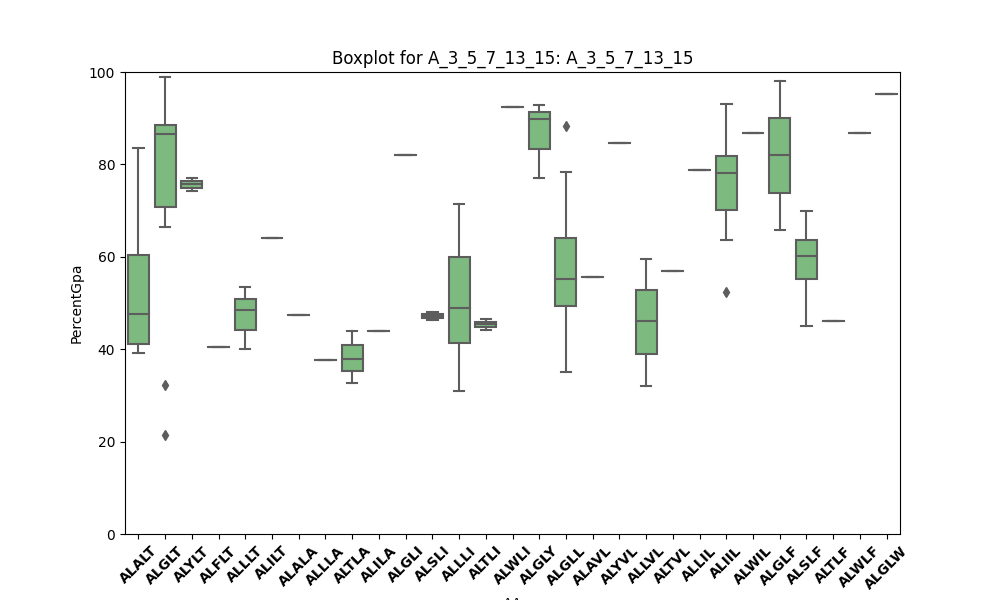 Boxplot for A_3_5_7_13_15: A_3_5_7_13_15
PercentGpa
100
80
60
40
20
0
ALALT
ALGLT
ALYLT
ALFLT
ALLLT
ALILT
ALALA
ALLLA
ALTLA
ALILA
ALGLI
ALSLI
ALLLI
ALTLI
ALWLI
ALGLY
ALGLL
ALAVL
ALYVL
ALLVL
ALTVL
ALLIL
ALIIL
ALWIL
ALGLF
ALSLF
ALTLF
ALWLF
ALGLW